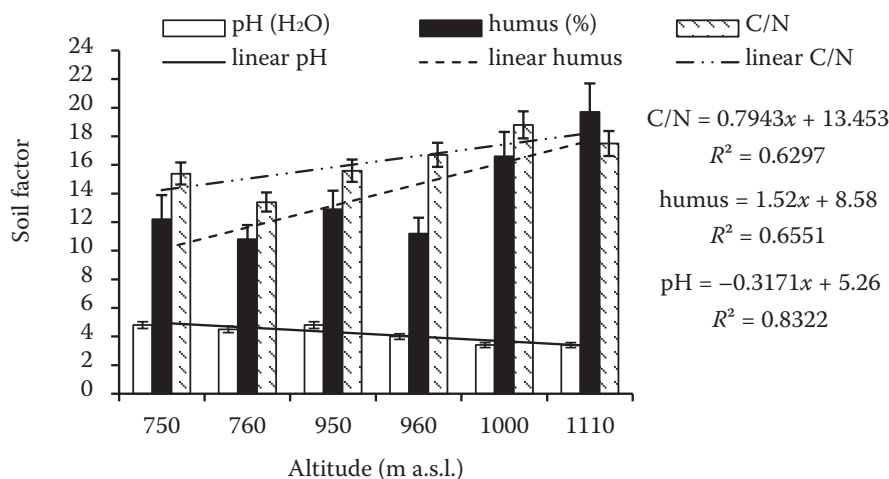 pH (H₂O) humus (%) C/N
linear pH linear humus linear C/N
24
22
20
18
16
14
12
10
8
6
4
2
0
Soil factor
750 760 950 960 1000 1110
Altitude (m a.s.l.)
C/N = 0.7943x + 13.453
R² = 0.6297
humus = 1.52x + 8.58
R² = 0.6551
pH = –0.3171x + 5.26
R² = 0.8322